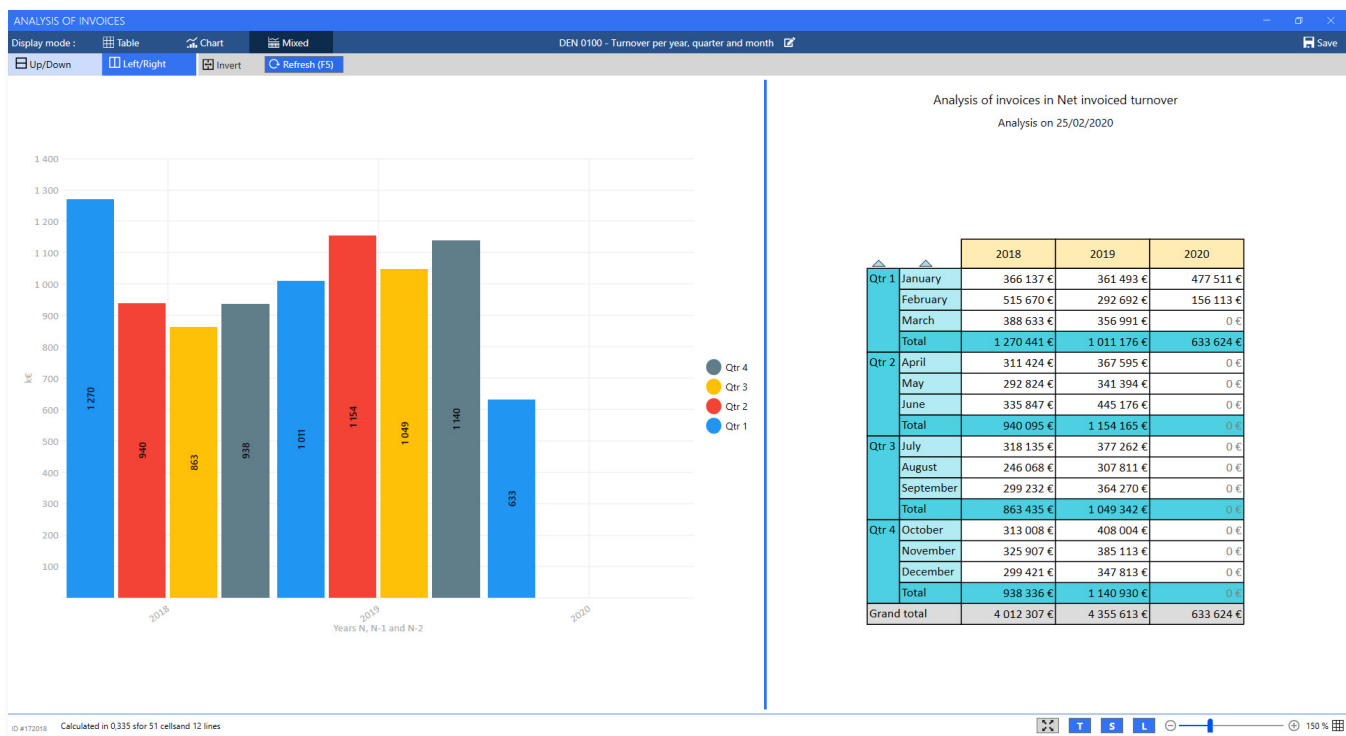 ANALYSIS OF INVOICES
Display mode : Table Chart Mixed DEN 0100 - Turnover per year, quarter and month Save
Up/Down Left/Right Invert Refresh (F5)
1 400
1 300
1 200
1 100
1 000
900
800
700
600
500
400
300
200
100
k€
1 270
940
863
938
1 011
1 154
1 049
1 140
633
2018
2019
2020
Years N, N-1 and N-2
Qtr 4
Qtr 3
Qtr 2
Qtr 1
Analysis of invoices in Net invoiced turnover
Analysis on 25/02/2020
2018 2019 2020
Qtr 1 January 366 137 € 361 493 € 477 511 €
February 515 670 € 292 692 € 156 113 €
March 388 633 € 356 991 € 0 €
Total 1 270 441 € 1 011 176 € 633 624 €
Qtr 2 April 311 424 € 367 595 € 0 €
May 292 824 € 341 394 € 0 €
June 335 847 € 445 176 € 0 €
Total 940 095 € 1 154 165 € 0 €
Qtr 3 July 318 135 € 377 262 € 0 €
August 246 068 € 307 811 € 0 €
September 299 232 € 364 270 € 0 €
Total 863 435 € 1 049 342 € 0 €
Qtr 4 October 313 008 € 408 004 € 0 €
November 325 907 € 385 113 € 0 €
December 299 421 € 347 813 € 0 €
Total 938 336 € 1 140 930 € 0 €
Grand total 4 012 307 € 4 355 613 € 633 624 €
ID #172018 Calculated in 0,335 sfor 51 cellsand 12 lines T S L 150 %